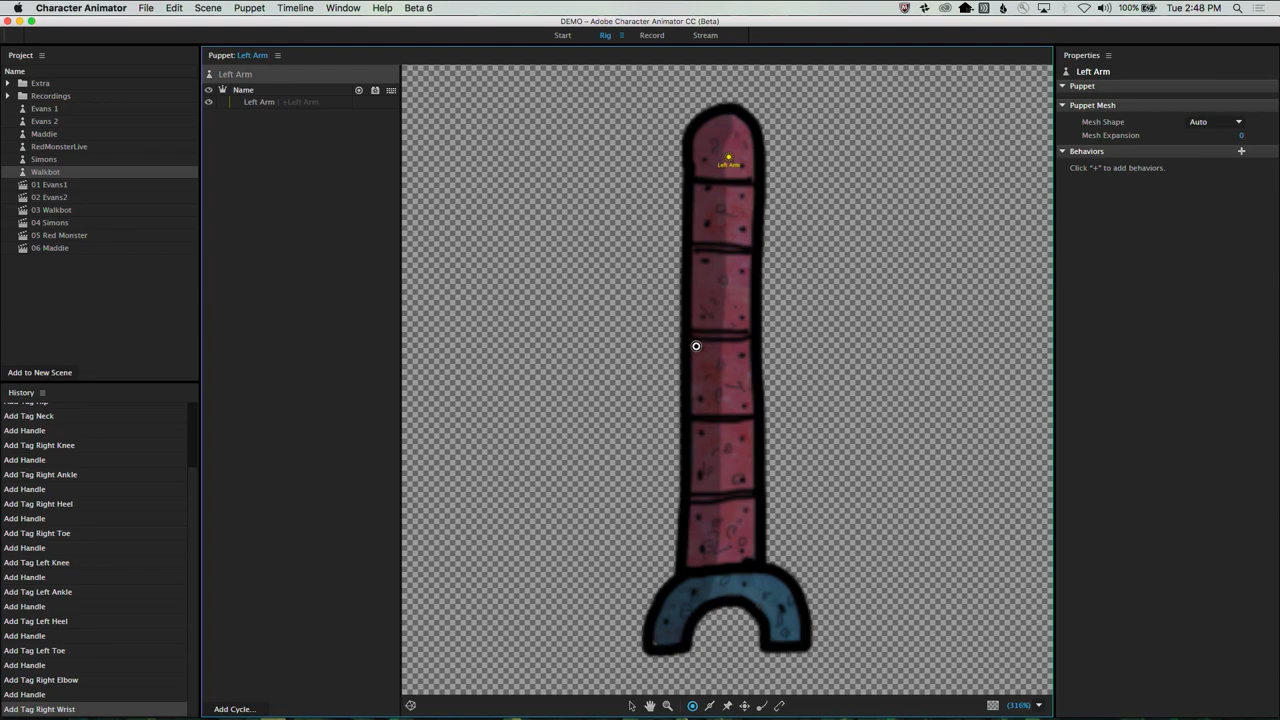 Character Animator File Edit Scene Puppet Timeline Window Help Beta 6 100% Tue 2:48 PM
DEMO – Adobe Character Animator CC (Beta)
Start Rig Record Stream
Project
Name
Extra
Recordings
Evans 1
Evans 2
Maddie
RedMonsterLive
Simons
Walkbot
01 Evans1
02 Evans2
03 Walkbot
04 Simons
05 Red Monster
06 Maddie
Add to New Scene
History
Add Tag Neck
Add Handle
Add Tag Right Knee
Add Handle
Add Tag Right Ankle
Add Handle
Add Tag Right Heel
Add Handle
Add Tag Right Toe
Add Handle
Add Tag Left Knee
Add Handle
Add Tag Left Ankle
Add Handle
Add Tag Left Heel
Add Handle
Add Tag Left Toe
Add Handle
Add Tag Right Elbow
Add Handle
Add Tag Right Wrist
Puppet: Left Arm
Left Arm
Name
Left Arm +Left Arm
Add Cycle...
Left Arm
(316%)
Properties
Left Arm
Puppet
Puppet Mesh
Mesh Shape Auto
Mesh Expansion 0
Behaviors +
Click "+" to add behaviors.